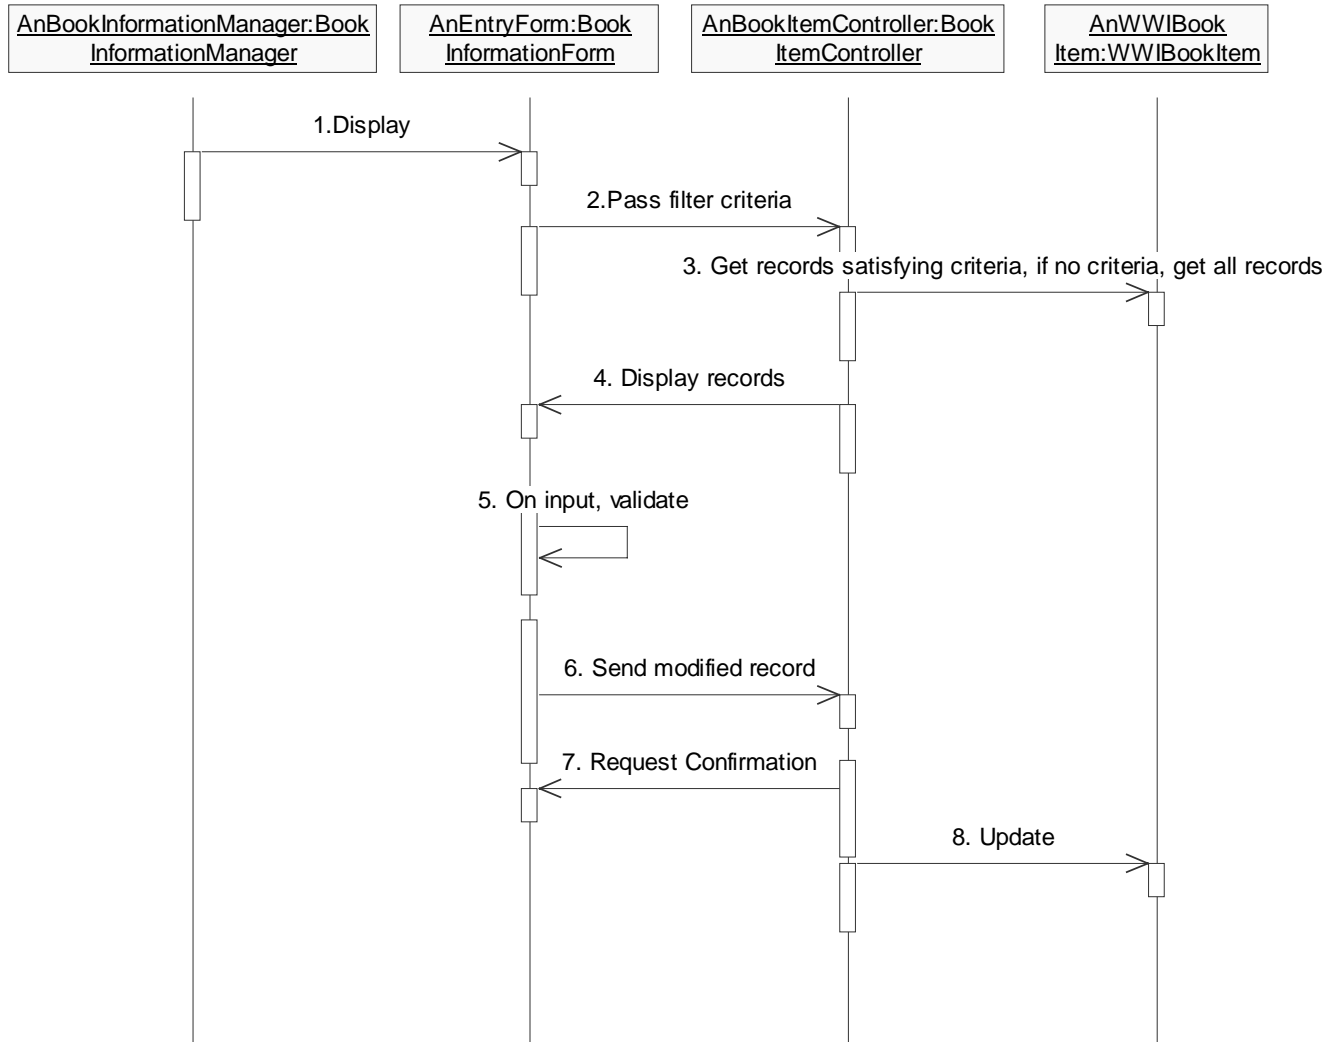 AnBookInformationManager:Book
InformationManager
AnEntryForm:Book
InformationForm
AnBookItemController:Book
ItemController
AnWWIBook
Item:WWIBookItem
1.Display
2.Pass filter criteria
3. Get records satisfying criteria, if no criteria, get all records
4. Display records
5. On input, validate
6. Send modified record
7. Request Confirmation
8. Update